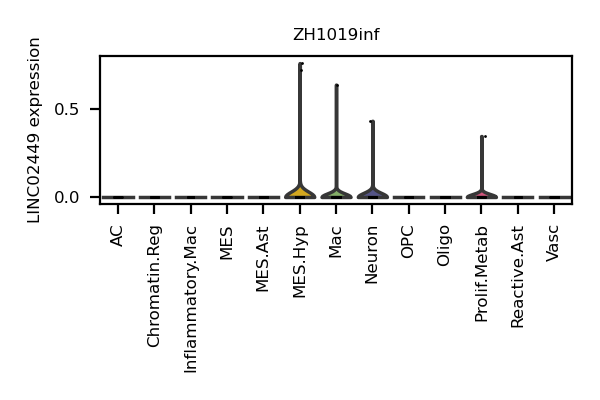 ZH1019inf
LINC02449 expression
0.5
0.0
AC
Chromatin.Reg
Inflammatory.Mac
MES
MES.Ast
MES.Hyp
Mac
Neuron
OPC
Oligo
Prolif.Metab
Reactive.Ast
Vasc